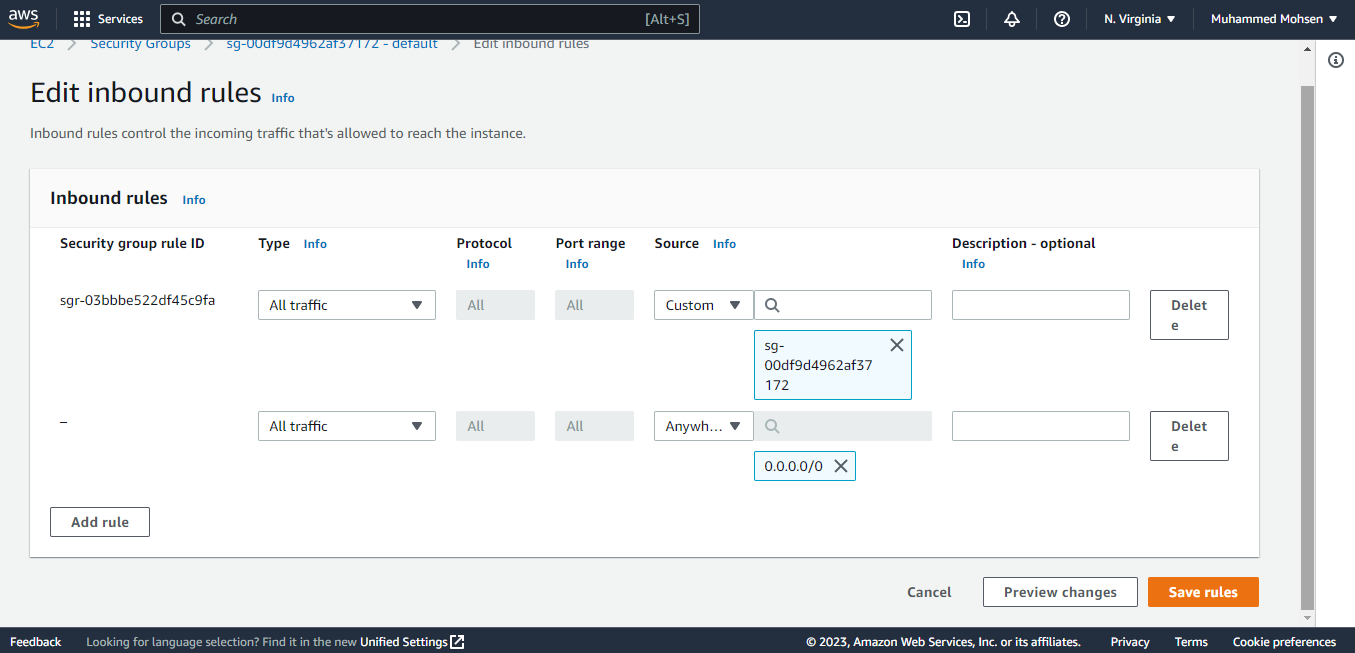 aws Services Search [Alt+S] N. Virginia Muhammed Mohsen
EC2 Security Groups sg-00df9d4962af37172 - default Edit inbound rules
Edit inbound rules Info
Inbound rules control the incoming traffic that's allowed to reach the instance.
Inbound rules Info
Security group rule ID Type Info Protocol Port range Source Info Description - optional
Info Info Info
sgr-03bbbe522df45c9fa All traffic All All Custom Delet
e
sg-
00df9d4962af37
172
– All traffic All All Anywh... Delet
e
0.0.0.0/0
Add rule
Cancel Preview changes Save rules
Feedback Looking for language selection? Find it in the new Unified Settings © 2023, Amazon Web Services, Inc. or its affiliates. Privacy Terms Cookie preferences